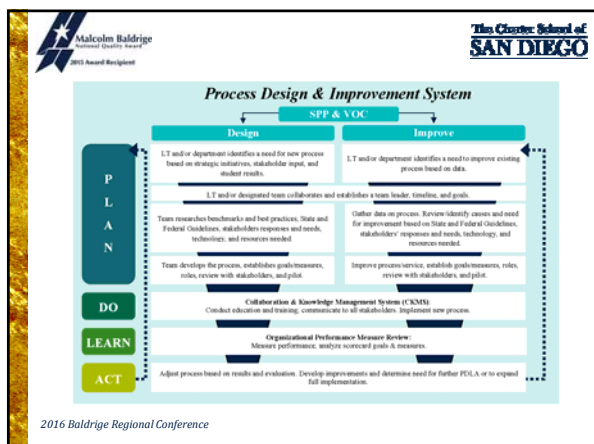 Malcolm Baldrige
National Quality Award
2015 Award Recipient
The Charter School of
SAN DIEGO
Process Design & Improvement System
SPP & VOC
Design
Improve
PLAN
LT and/or department identifies a need for new process
based on strategic initiatives, stakeholder input, and
student results.
LT and/or department identifies a need to improve existing
process based on data.
LT and/or designated team collaborates and establishes a team leader, timeline, and goals.
Team researches benchmarks and best practices, State and
Federal Guidelines, stakeholders responses and needs,
technology, and resources needed.
Gather data on process. Review/identify causes and need
for improvement based on State and Federal Guidelines,
stakeholders' responses and needs, technology, and
resources needed.
Team develops the process, establishes goals/measures,
roles, review with stakeholders, and pilot.
Improve process/service, establish goals/measures, roles,
review with stakeholders, and pilot.
DO
Collaboration & Knowledge Management System (CKMS):
Conduct education and training, communicate to all stakeholders. Implement new process.
LEARN
Organizational Performance Measure Review:
Measure performance; analyze scorecard goals & measures.
ACT
Adjust process based on results and evaluation. Develop improvements and determine need for further PDLA or to expand
full implementation.
2016 Baldrige Regional Conference